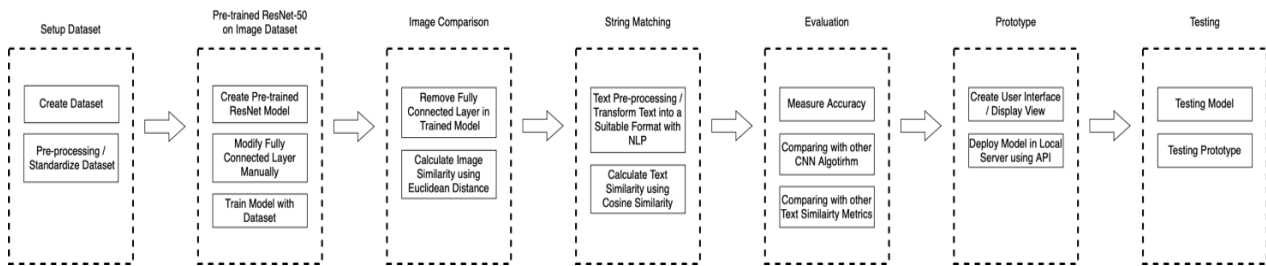 Setup Dataset
Create Dataset
Pre-processing /
Standardize Dataset
Pre-trained ResNet-50
on Image Dataset
Create Pre-trained
ResNet Model
Modify Fully
Connected Layer
Manually
Train Model with
Dataset
Image Comparison
Remove Fully
Connected Layer in
Trained Model
Calculate Image
Similarity using
Euclidean Distance
String Matching
Text Pre-processing /
Transform Text into a
Suitable Format with
NLP
Calculate Text
Similarity using
Cosine Similarity
Evaluation
Measure Accuracy
Comparing with other
CNN Algotirhm
Comparing with other
Text Similairty Metrics
Prototype
Create User Interface
/ Display View
Deploy Model in Local
Server using API
Testing
Testing Model
Testing Prototype